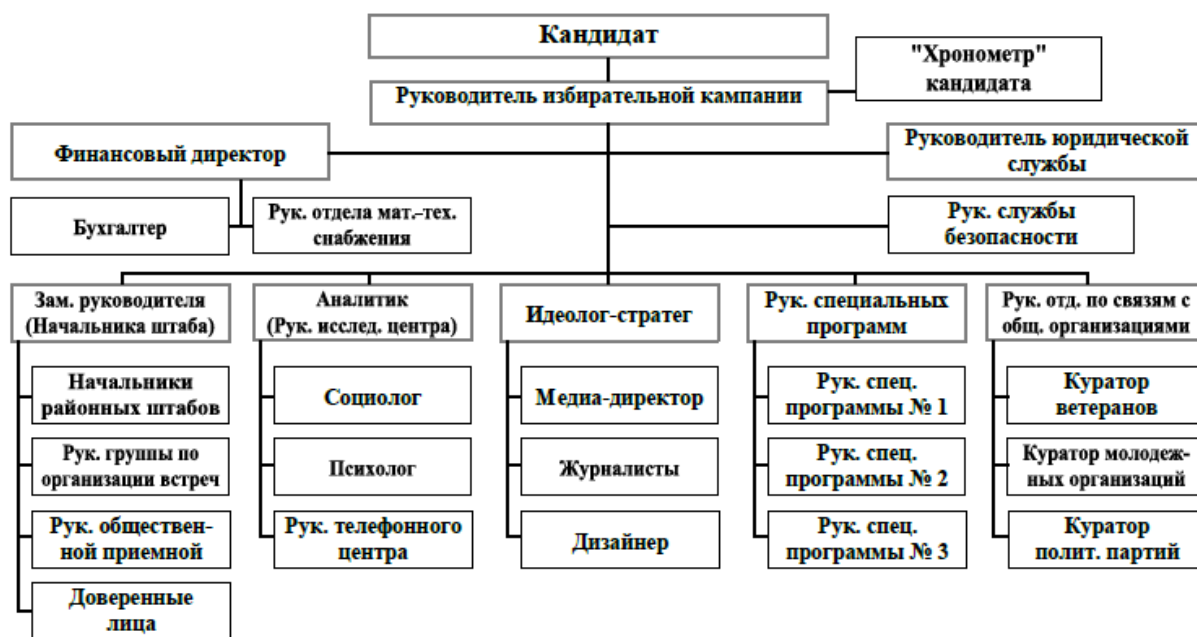 Кандидат
"Хронометр"
кандидата
Руководитель избирательной кампании
Финансовый директор
Руководитель юридической
службы
Бухгалтер
Рук. отдела мат.-тех.
снабжения
Рук. службы
безопасности
Зам. руководителя
(Начальника штаба)
Аналитик
(Рук. исслед. центра)
Идеолог-стратег
Рук. специальных
программ
Рук. отд. по связям с
общ. организациями
Начальники
районных штабов
Социолог
Медиа-директор
Рук. спец.
программы № 1
Куратор
ветеранов
Рук. группы по
организации встреч
Психолог
Журналисты
Рук. спец.
программы № 2
Куратор молодеж-
ных организаций
Рук. обществен-
ной приемной
Рук. телефонного
центра
Дизайнер
Рук. спец.
программы № 3
Куратор
полит. партий
Доверенные
лица